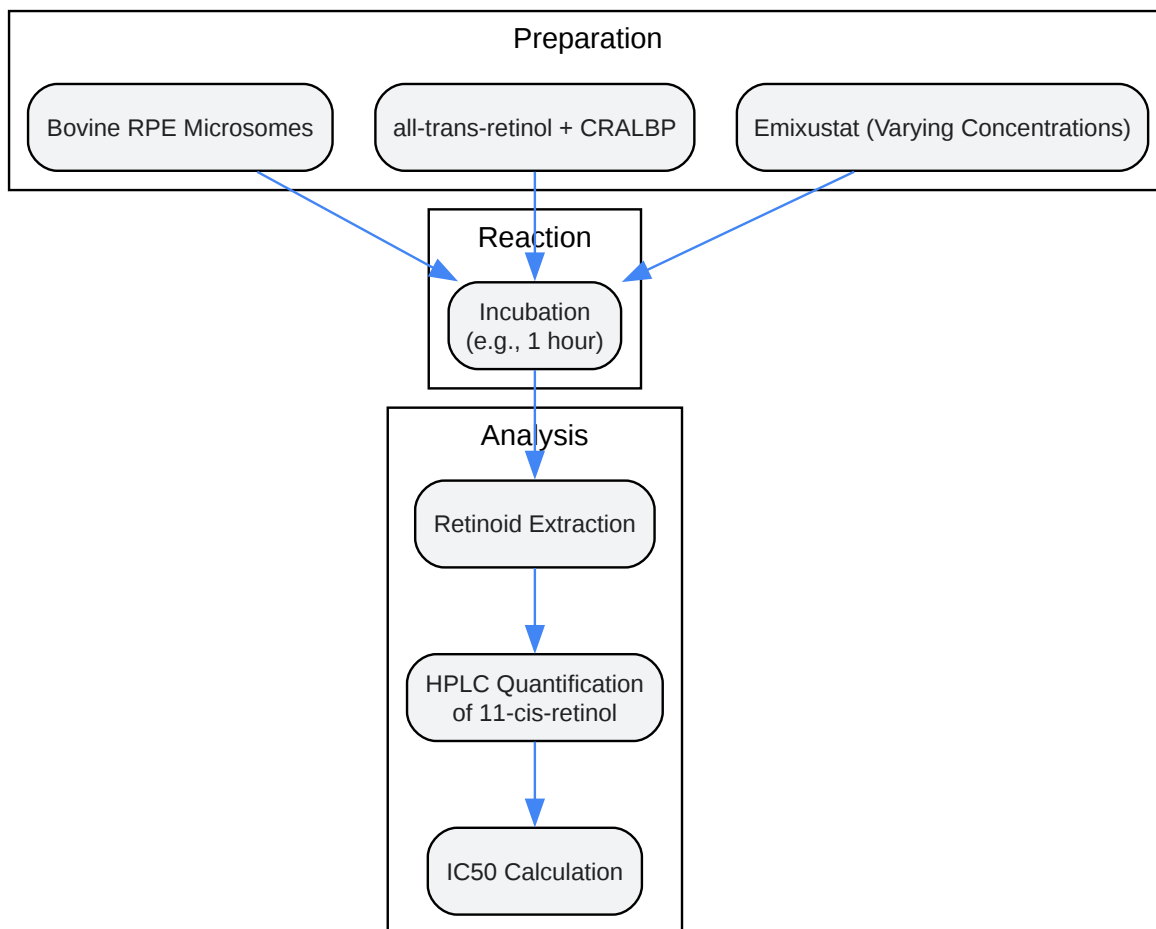 Preparation
Bovine RPE Microsomes
all-trans-retinol + CRALBP
Emixustat (Varying Concentrations)
Reaction
Incubation
(e.g., 1 hour)
Analysis
Retinoid Extraction
HPLC Quantification
of 11-cis-retinol
IC50 Calculation